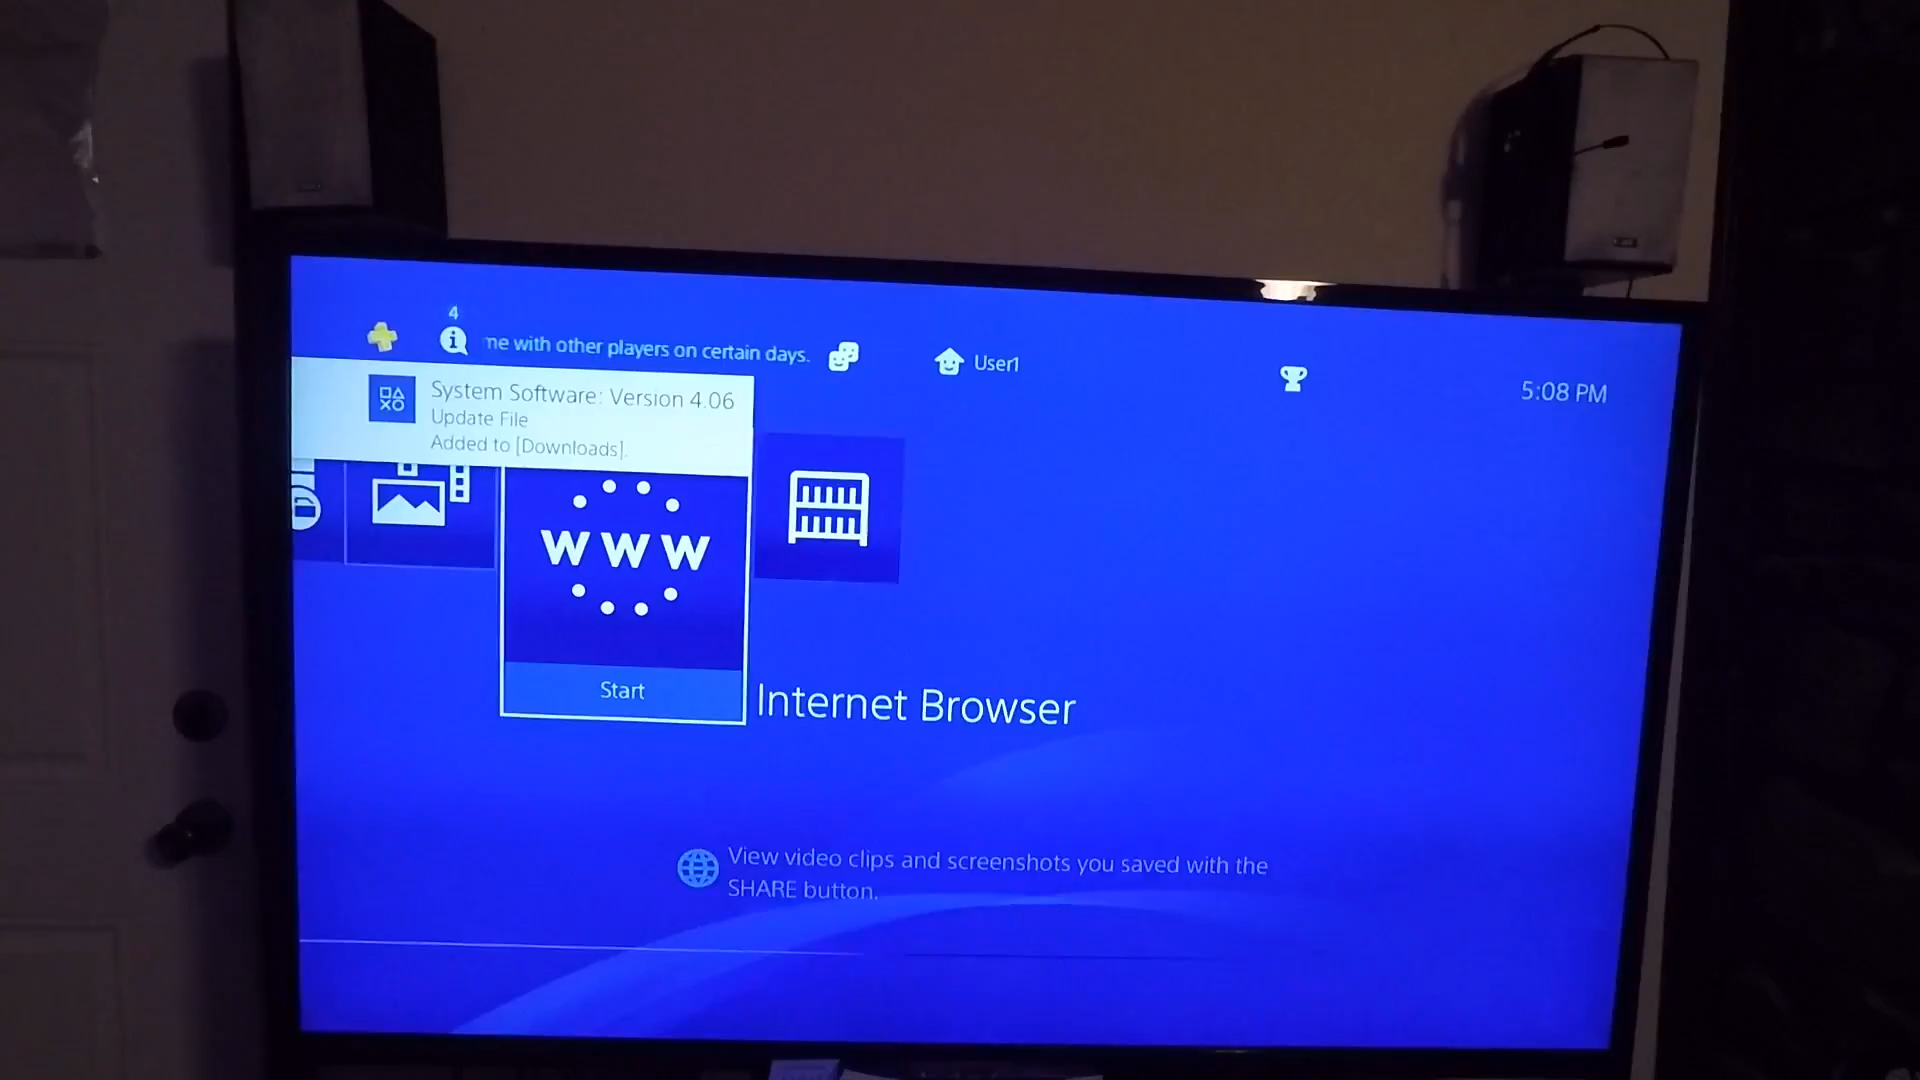 4
me with other players on certain days.
User1
5:08 PM
System Software: Version 4.06
Update File
Added to [Downloads].
WWW
Start
Internet Browser
View video clips and screenshots you saved with the
SHARE button.